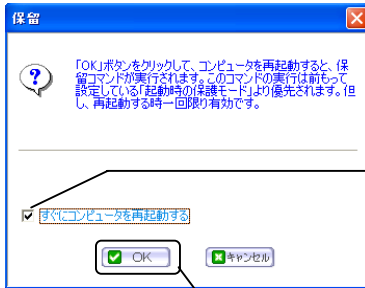 保留
「OK」ボタンをクリックして、コンピュータを再起動すると、保
留コマンドが実行されます。このコマンドの実行は前もって
設定している「起動時の保護モード」より優先されます。但
し、再起動する時一回限り有効です。
すぐにコンピュータを再起動する
OK
キャンセル